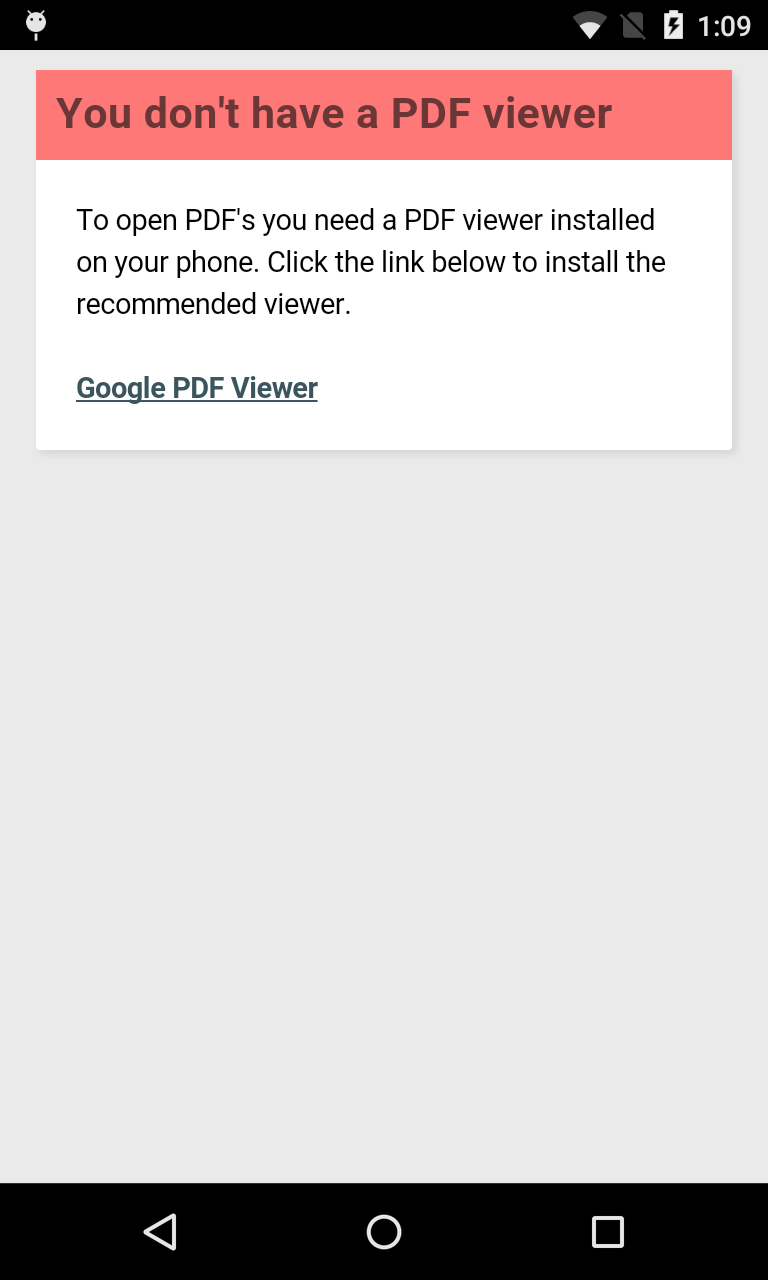 1:09
You don't have a PDF viewer
To open PDF's you need a PDF viewer installed
on your phone. Click the link below to install the
recommended viewer.
Google PDF Viewer